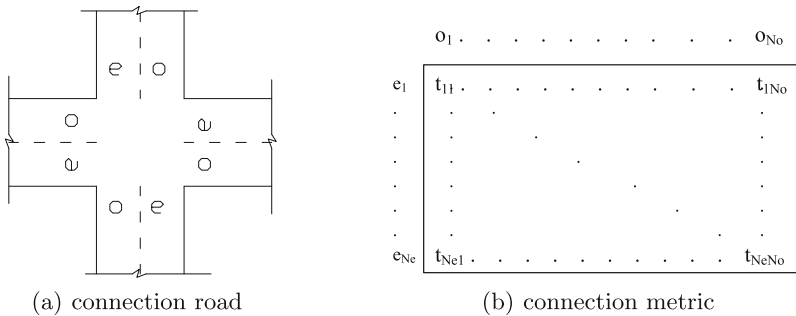 e o
o e
e o
o e
(a) connection road
o1 . . . . . . . . . oNo
e1 t11 . . . . . . . . . t1No
eNe tNe1 . . . . . . . . . tNeNo
(b) connection metric